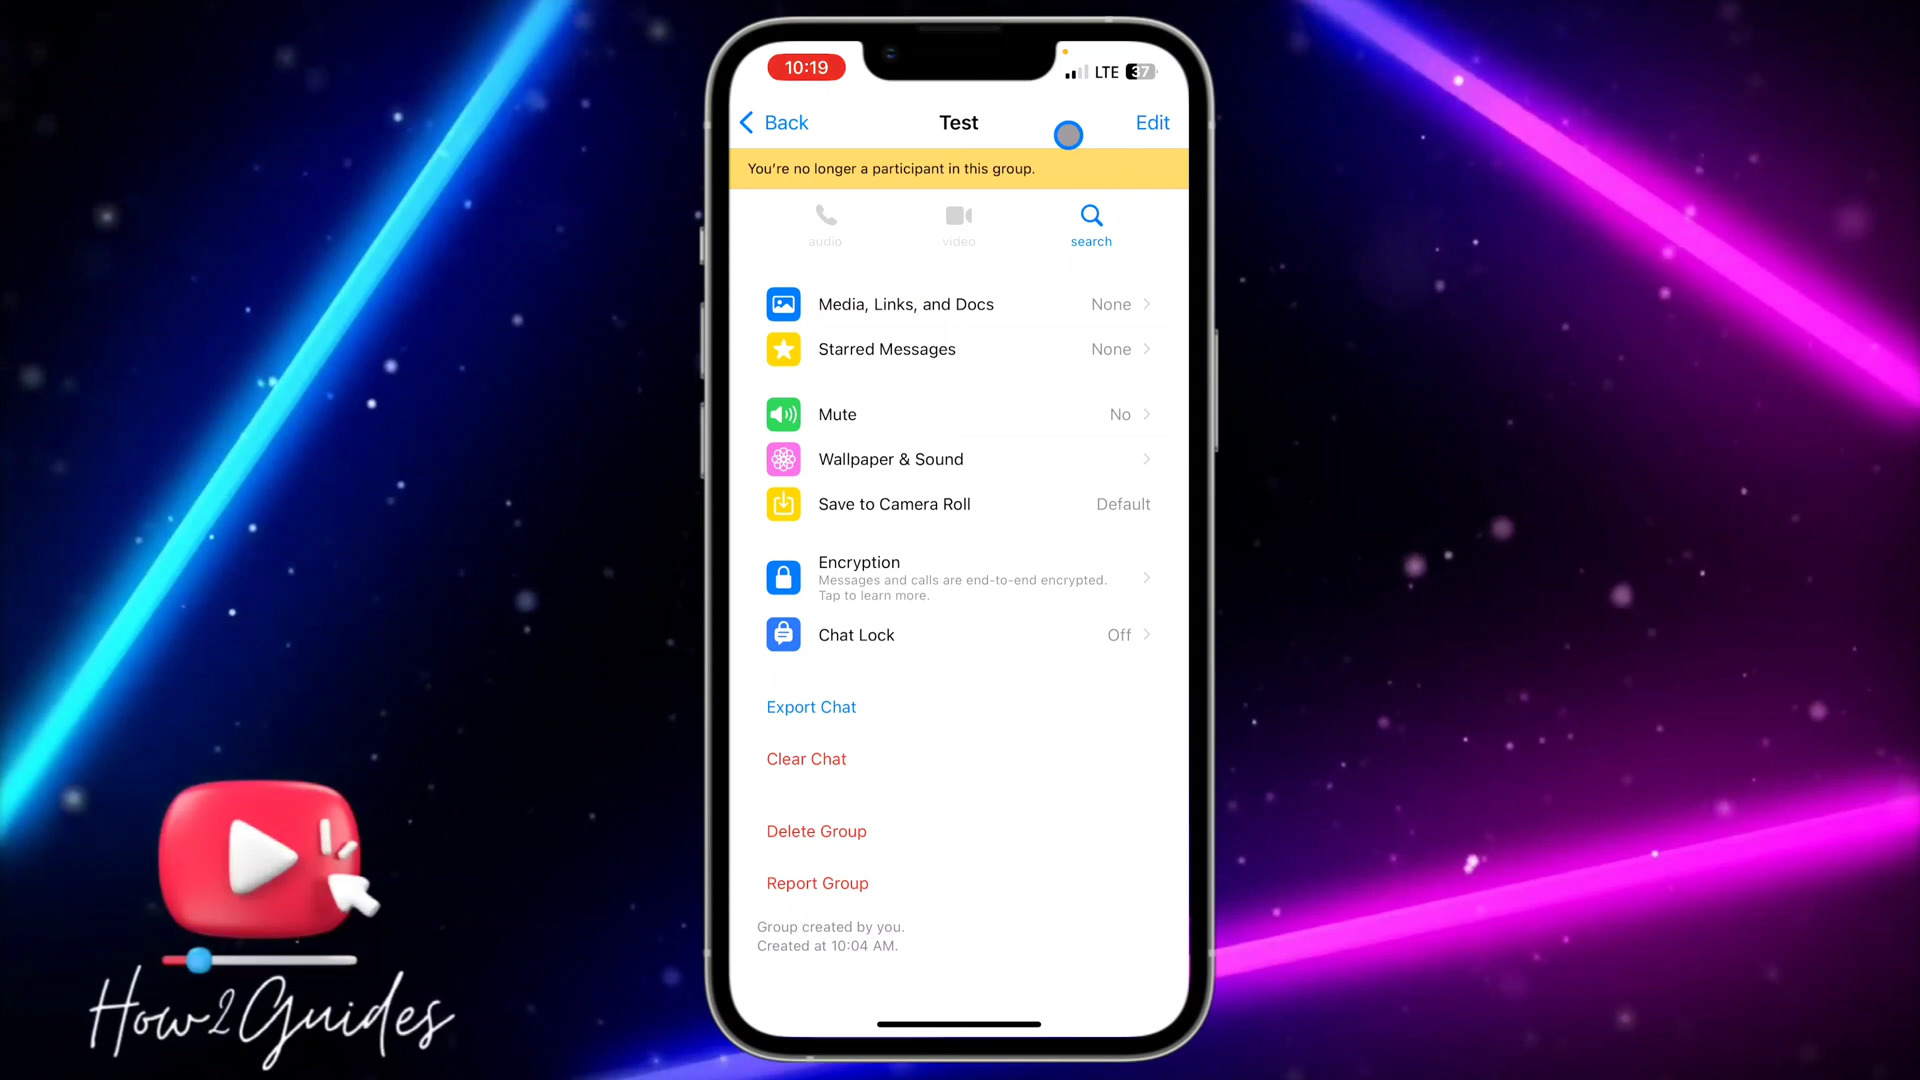 10:19
LTE 37
Back
Test
Edit
You're no longer a participant in this group.
audio
video
search
Media, Links, and Docs
None
Starred Messages
None
Mute
No
Wallpaper & Sound
Save to Camera Roll
Default
Encryption
Messages and calls are end-to-end encrypted.
Tap to learn more.
Chat Lock
Off
Export Chat
Clear Chat
Delete Group
Report Group
Group created by you.
Created at 10:04 AM.
How2Guides